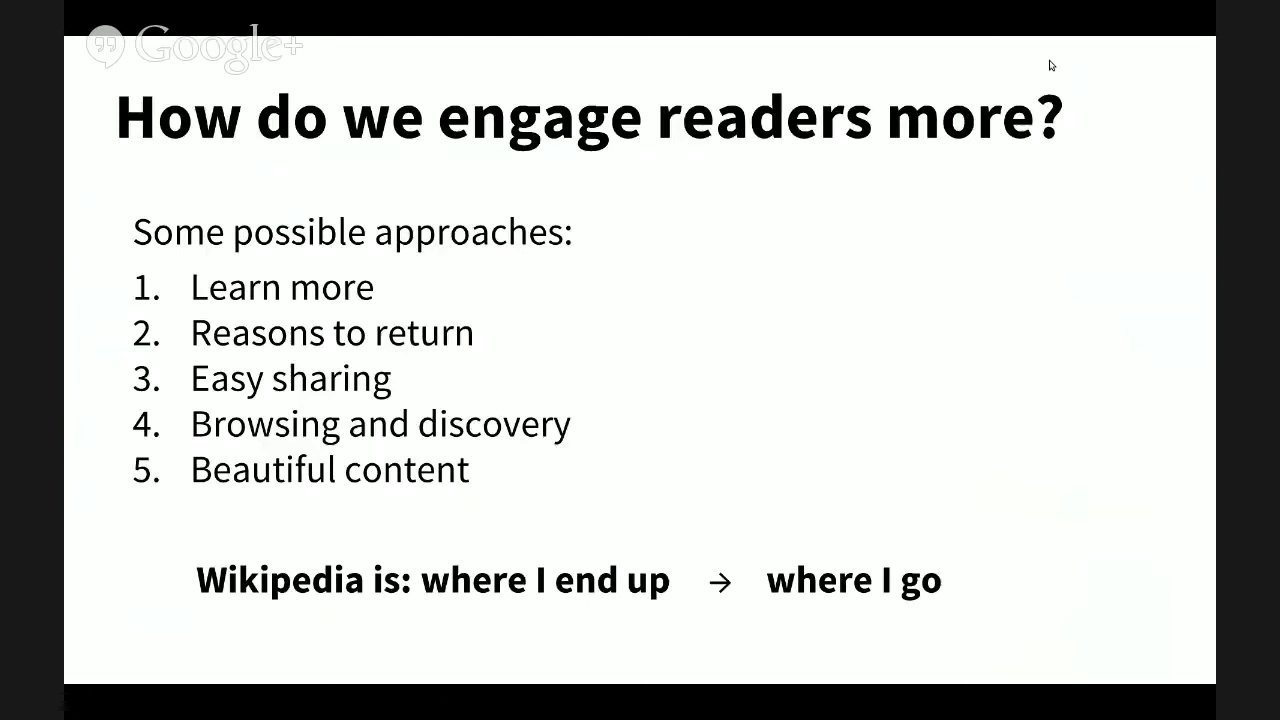 Google+
How do we engage readers more?
Some possible approaches:
1. Learn more
2. Reasons to return
3. Easy sharing
4. Browsing and discovery
5. Beautiful content
Wikipedia is: where I end up → where I go